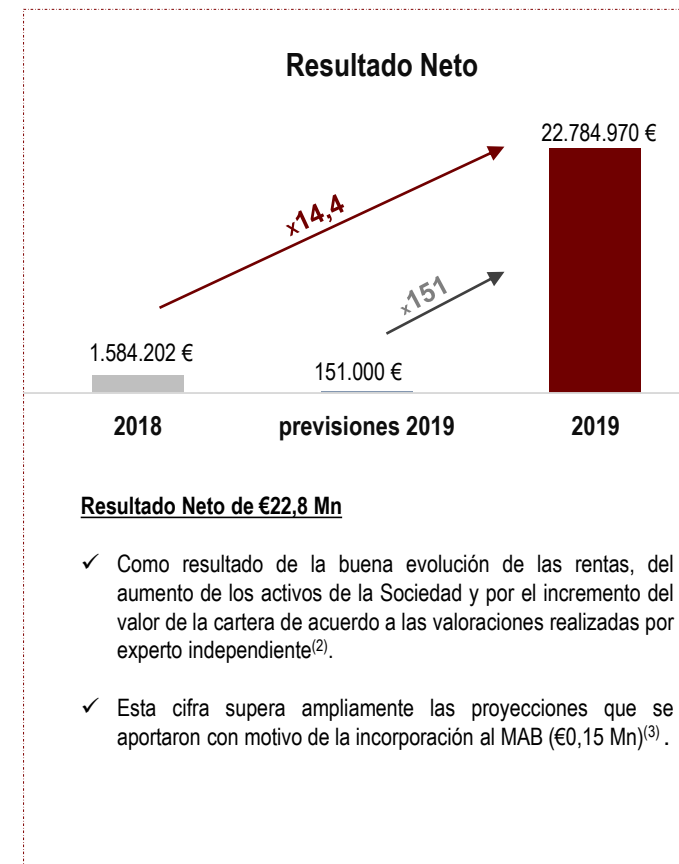 Resultado Neto
22.784.970 €
x14,4
x151
1.584.202 €
151.000 €
2018 previsiones 2019 2019
Resultado Neto de €22,8 Mn
✓ Como resultado de la buena evolución de las rentas, del
aumento de los activos de la Sociedad y por el incremento del
valor de la cartera de acuerdo a las valoraciones realizadas por
experto independiente(2).
✓ Esta cifra supera ampliamente las proyecciones que se
aportaron con motivo de la incorporación al MAB (€0,15 Mn)(3) .